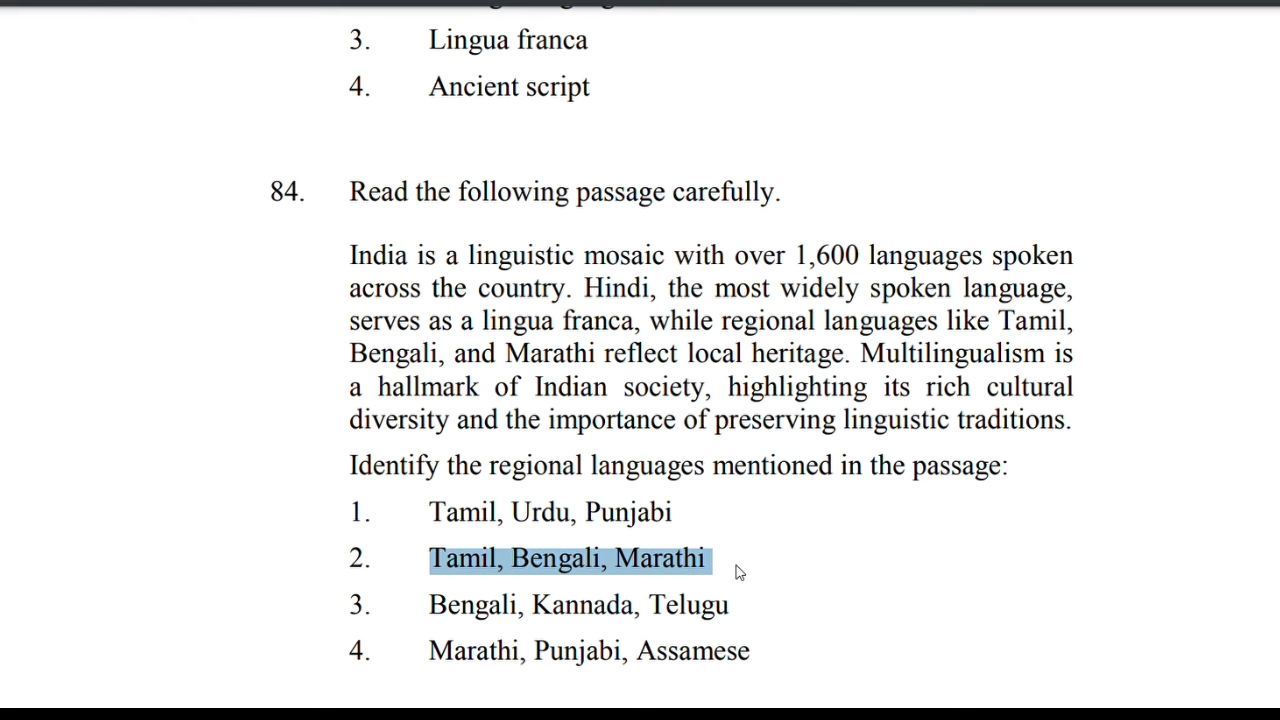 3. Lingua franca
4. Ancient script
84. Read the following passage carefully.
India is a linguistic mosaic with over 1,600 languages spoken
across the country. Hindi, the most widely spoken language,
serves as a lingua franca, while regional languages like Tamil,
Bengali, and Marathi reflect local heritage. Multilingualism is
a hallmark of Indian society, highlighting its rich cultural
diversity and the importance of preserving linguistic traditions.
Identify the regional languages mentioned in the passage:
1. Tamil, Urdu, Punjabi
2. Tamil, Bengali, Marathi
3. Bengali, Kannada, Telugu
4. Marathi, Punjabi, Assamese